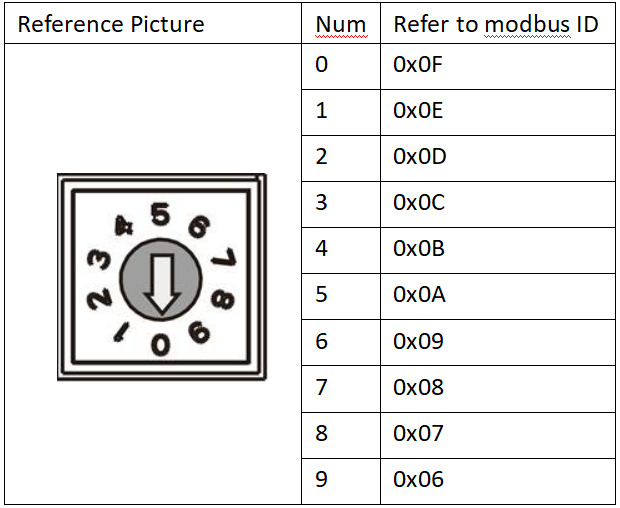 Reference Picture Num Refer to modbus ID
0 0x0F
1 0x0E
2 0x0D
3 0x0C
4 0x0B
5 0x0A
6 0x09
7 0x08
8 0x07
9 0x06
5
4 6
3 7
2 8
1 9
0